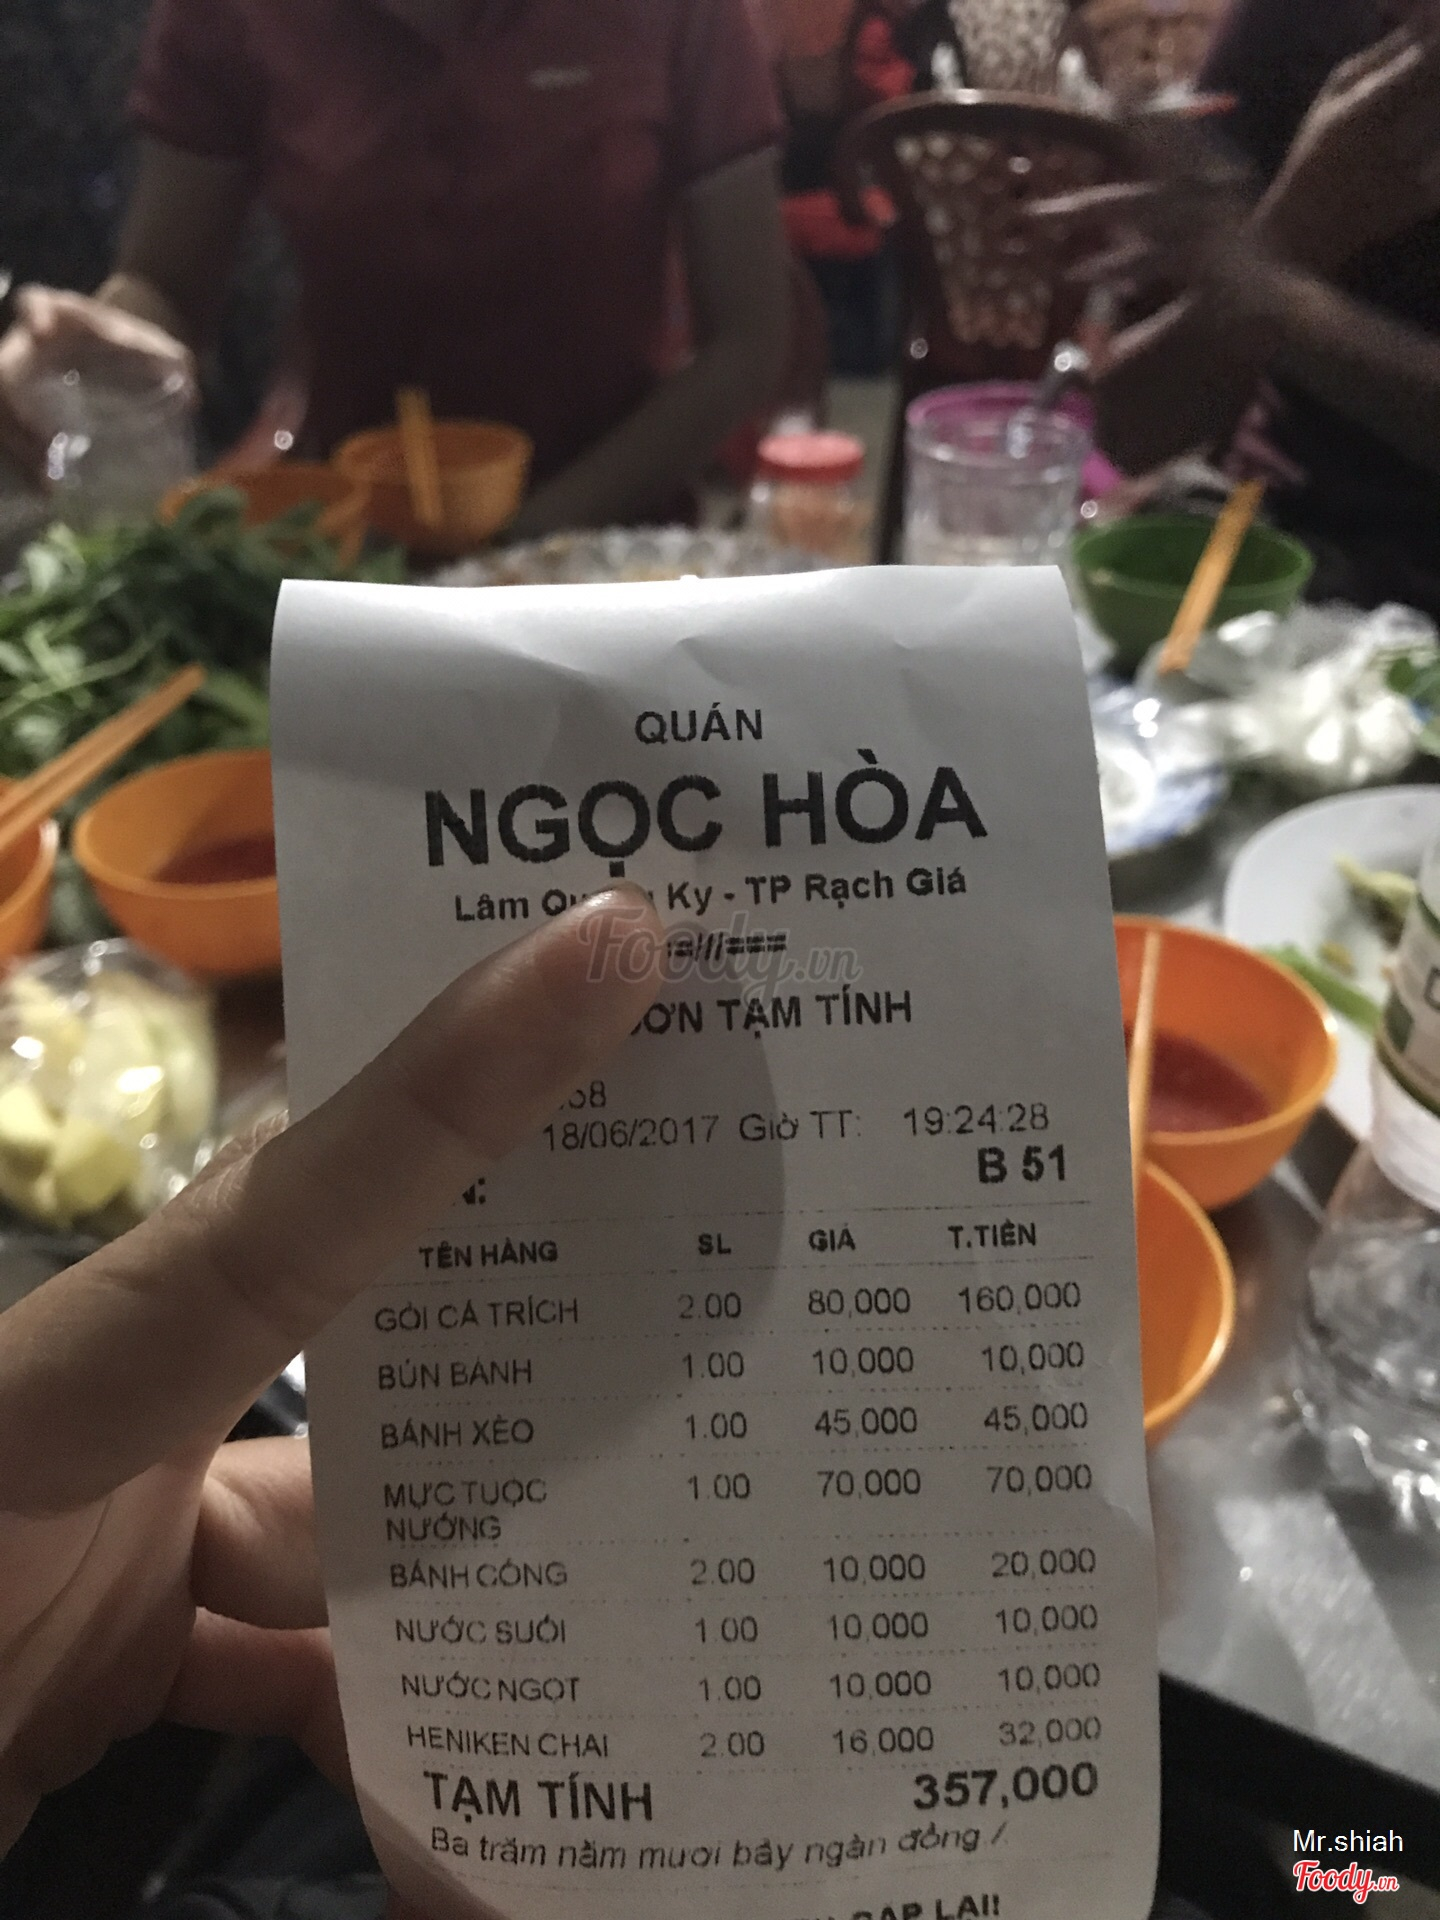 QUÁN
NGỌC HÒA
Lâm Ky - TP Rạch Giá
Foody.vn
TẠM TÍNH
18/06/2017 Giờ TT: 19:24:28
B 51
TÊN HÀNG SL GIÁ T.TIỀN
GỎI CÁ TRÍCH 2.00 80,000 160,000
BÚN BÁNH 1.00 10,000 10,000
BÁNH XÈO 1.00 45,000 45,000
MỰC TUỘC 1.00 70,000 70,000
NƯỚNG
BÁNH CÓNG 2.00 10,000 20,000
NƯỚC SUỐI 1.00 10,000 10,000
NƯỚC NGỌT 1.00 10,000 10,000
HENIKEN CHAI 2.00 16,000 32,000
TẠM TÍNH 357,000
Ba trăm năm mươi bảy ngàn đồng /
LẠI!
Mr.shiah
Foody.vn